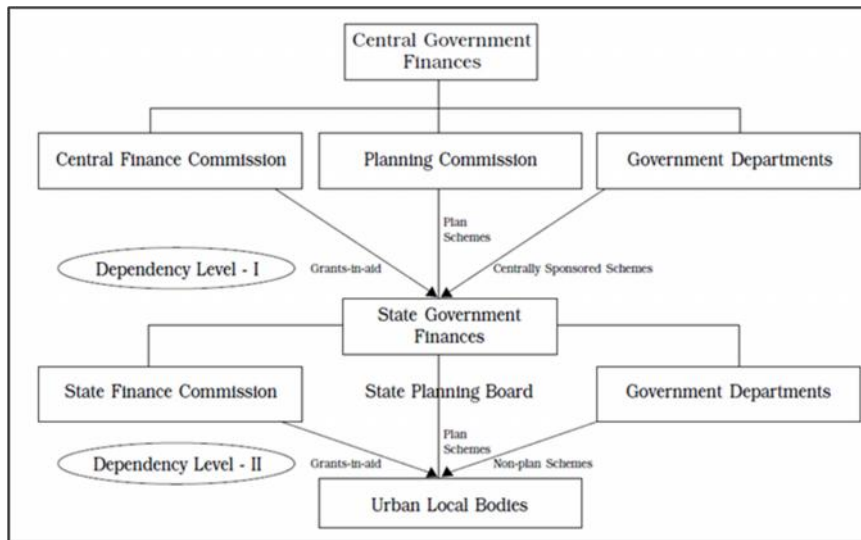 Central Government
Finances
Central Finance Commission
Planning Commission
Government Departments
Plan
Schemes
Dependency Level - I
Grants-in-aid
Centrally Sponsored Schemes
State Government
Finances
State Finance Commission
State Planning Board
Government Departments
Plan
Schemes
Dependency Level - II
Grants-in-aid
Non-plan Schemes
Urban Local Bodies